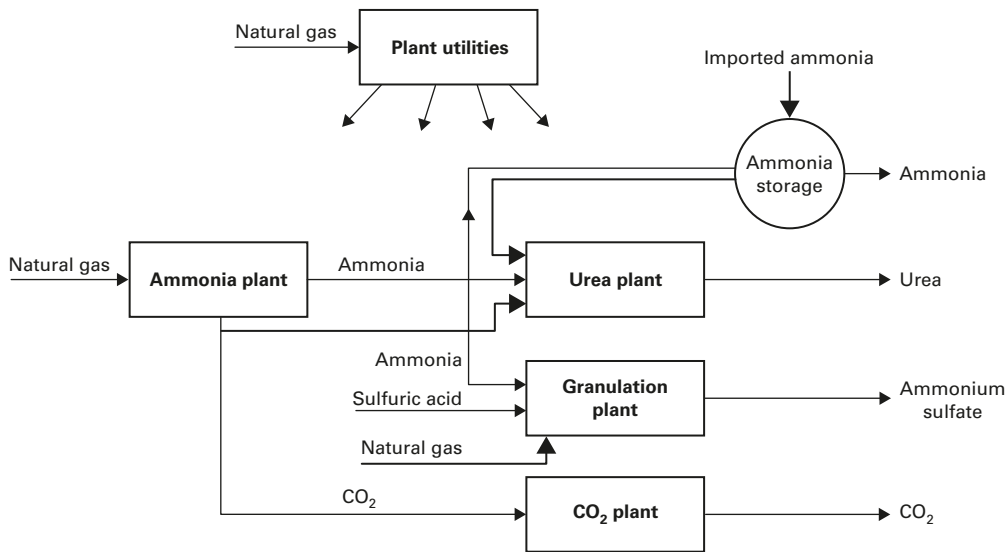 Natural gas
Plant utilities
Imported ammonia
Ammonia
storage
Ammonia
Natural gas
Ammonia plant
Ammonia
Urea plant
Urea
Ammonia
Sulfuric acid
Natural gas
Granulation
plant
Ammonium
sulfate
CO₂
CO₂ plant
CO₂